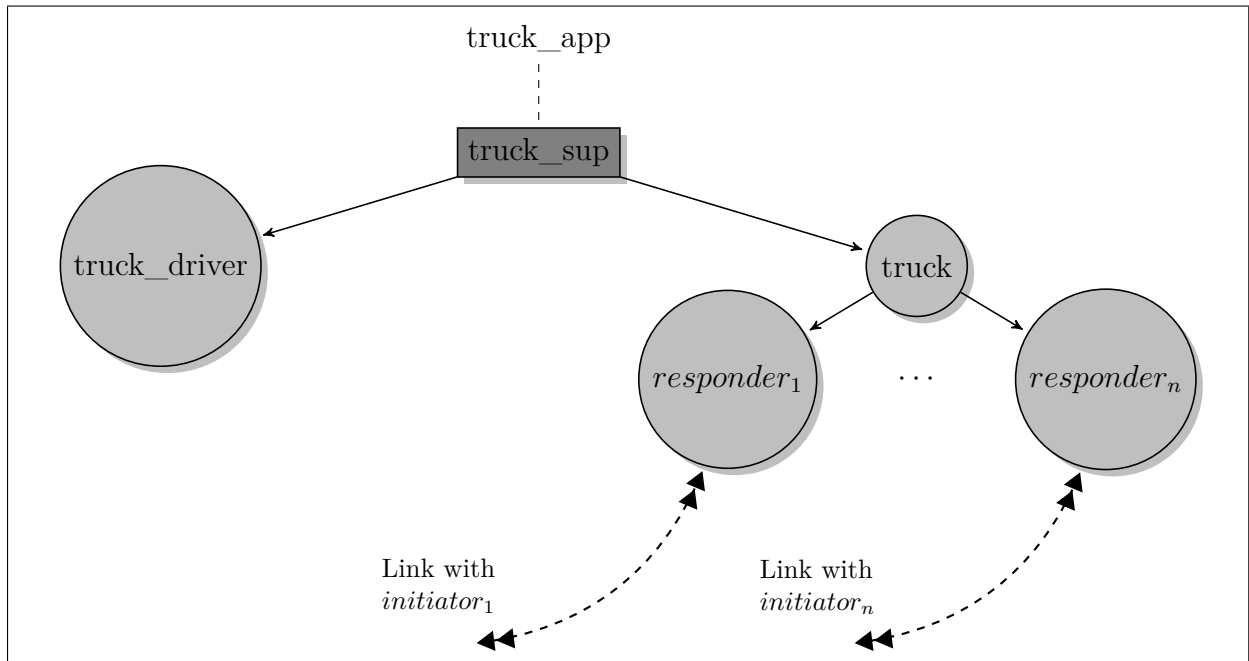 truck_app
truck_sup
truck_driver
truck
responder₁
...
responderₙ
Link with
initiator₁
Link with
initiatorₙ